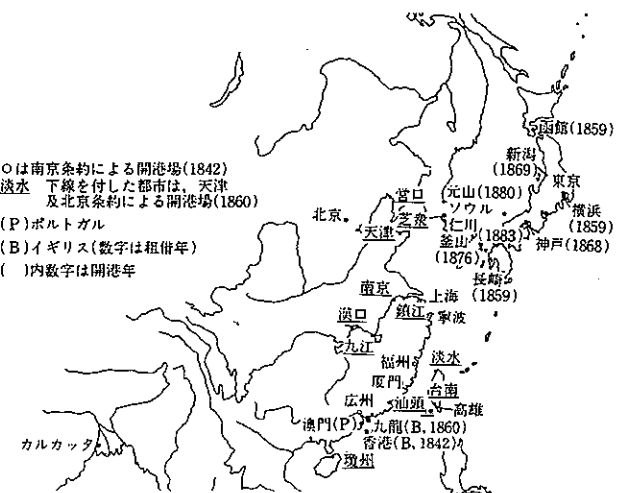 ○は南京条約による開港場(1842)
淡水 下線を付した都市は，天津
及北京条約による開港場(1860)
(P)ポルトガル
(B)イギリス(数字は租借年)
( )内数字は開港年
函館(1859)
新潟
(1869)
東京
横浜
(1859)
神戸(1868)
元山(1880)
ソウル
仁川
(1883)
釜山
(1876)
長崎
(1859)
営口
芝衆
北京
天津
南京
上海
鎮江
寧波
漢口
九江
福州
淡水
厦門
台南
広州
汕頭
高雄
澳門(P)
九龍(B, 1860)
香港(B, 1842)
瓊州
カルカッタ